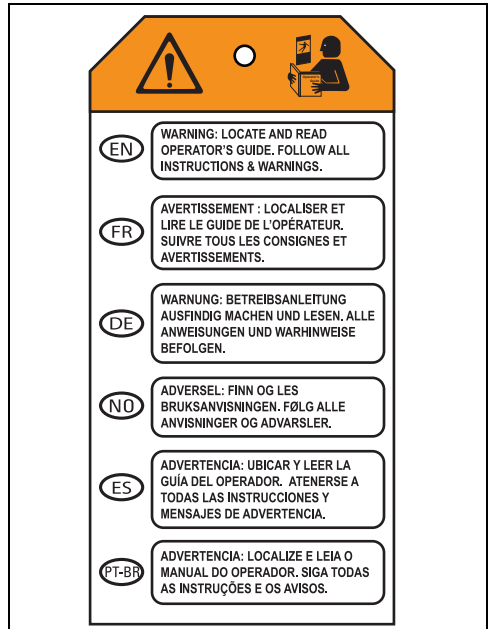 Operator's
Guide
EN
WARNING: LOCATE AND READ
OPERATOR'S GUIDE. FOLLOW ALL
INSTRUCTIONS & WARNINGS.
FR
AVERTISSEMENT : LOCALISER ET
LIRE LE GUIDE DE L'OPÉRATEUR.
SUIVRE TOUS LES CONSIGNES ET
AVERTISSEMENTS.
DE
WARNUNG: BETREIBSANLEITUNG
AUSFINDIG MACHEN UND LESEN. ALLE
ANWEISUNGEN UND WARHINWEISE
BEFOLGEN.
NO
ADVERSEL: FINN OG LES
BRUKSANVISNINGEN. FØLG ALLE
ANVISNINGER OG ADVARSLER.
ES
ADVERTENCIA: UBICAR Y LEER LA
GUÍA DEL OPERADOR. ATENERSE A
TODAS LAS INSTRUCCIONES Y
MENSAJES DE ADVERTENCIA.
PT-BR
ADVERTENCIA: LOCALIZE E LEIA O
MANUAL DO OPERADOR. SIGA TODAS
AS INSTRUÇÕES E OS AVISOS.